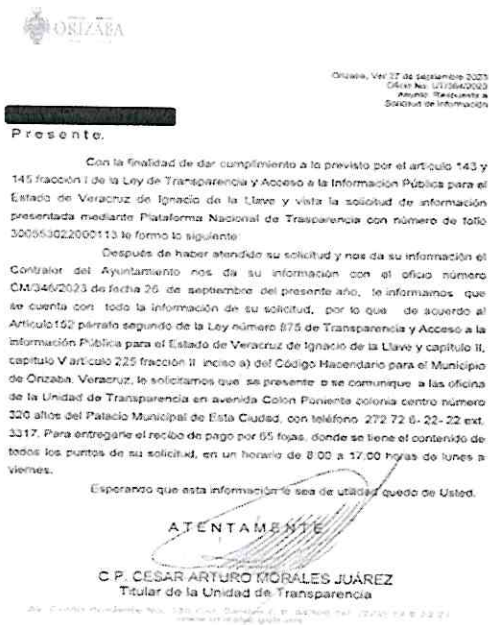 ORIZABA
Orizaba, Ver 27 de septiembre 2023
Oficio No. UT/364/2023
Asunto: Respuesta a
Solicitud de Información
Presente.
Con la finalidad de dar cumplimiento a lo previsto por el articulo 143 y
145 fracción I de la Ley de Transparencia y Acceso a la Información Pública para el
Estado de Veracruz de Ignacio de la Llave y vista la solicitud de información
presentada mediante Plataforma Nacional de Trasparencia con número de folio
300553022000113 le formo lo siguiente:
Después de haber atendido su solicitud y nos da su información el
Contralor del Ayuntamiento nos da su información con el oficio número
CM/346/2023 de fecha 26 de septiembre del presente año, le informamos que
se cuenta con todo la información de su solicitud, por lo que de acuerdo al
Articulo152 párrafo segundo de la Ley número 875 de Transparencia y Acceso a la
información Pública para el Estado de Veracruz de Ignacio de la Llave y capitulo II,
capitulo V articulo 225 fracción II inciso a) del Código Hacendario para el Municipio
de Orizaba, Veracruz, le solicitamos que se presente o se comunique a las oficina
de la Unidad de Transparencia en avenida Colon Poniente colonia centro número
320 altos del Palacio Municipal de Esta Ciudad, con teléfono 272 72 6- 22- 22 ext.
3317. Para entregarle el recibo de pago por 65 fojas, donde se tiene el contenido de
todos los puntos de su solicitud, en un horario de 8:00 a 17:00 horas de lunes a
viernes.
Esperando que esta información le sea de utilidad quedo de Usted.
ATENTAMENTE
C.P. CESAR ARTURO MORALES JUÁREZ
Titular de la Unidad de Transparencia